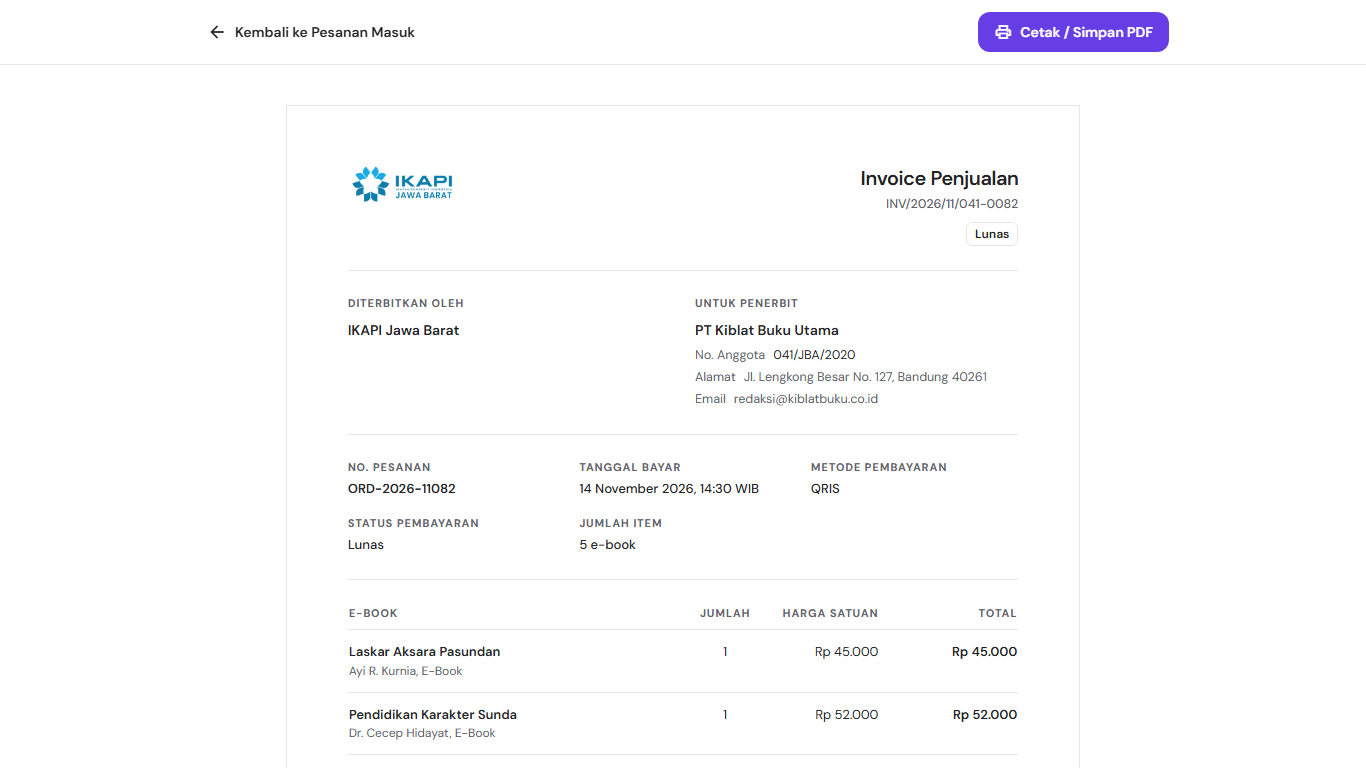 Kembali ke Pesanan Masuk
Cetak / Simpan PDF
IKAPI
JAWA BARAT
Invoice Penjualan
INV/2026/11/041-0082
Lunas
DITERBITKAN OLEH
IKAPI Jawa Barat
UNTUK PENERBIT
PT Kiblat Buku Utama
No. Anggota 041/JBA/2020
Alamat Jl. Lengkong Besar No. 127, Bandung 40261
Email redaksi@kiblatbuku.co.id
NO. PESANAN
ORD-2026-11082
TANGGAL BAYAR
14 November 2026, 14:30 WIB
METODE PEMBAYARAN
QRIS
STATUS PEMBAYARAN
Lunas
JUMLAH ITEM
5 e-book
E-BOOK JUMLAH HARGA SATUAN TOTAL
Laskar Aksara Pasundan 1 Rp 45.000 Rp 45.000
Ayi R. Kurnia, E-Book
Pendidikan Karakter Sunda 1 Rp 52.000 Rp 52.000
Dr. Cecep Hidayat, E-Book